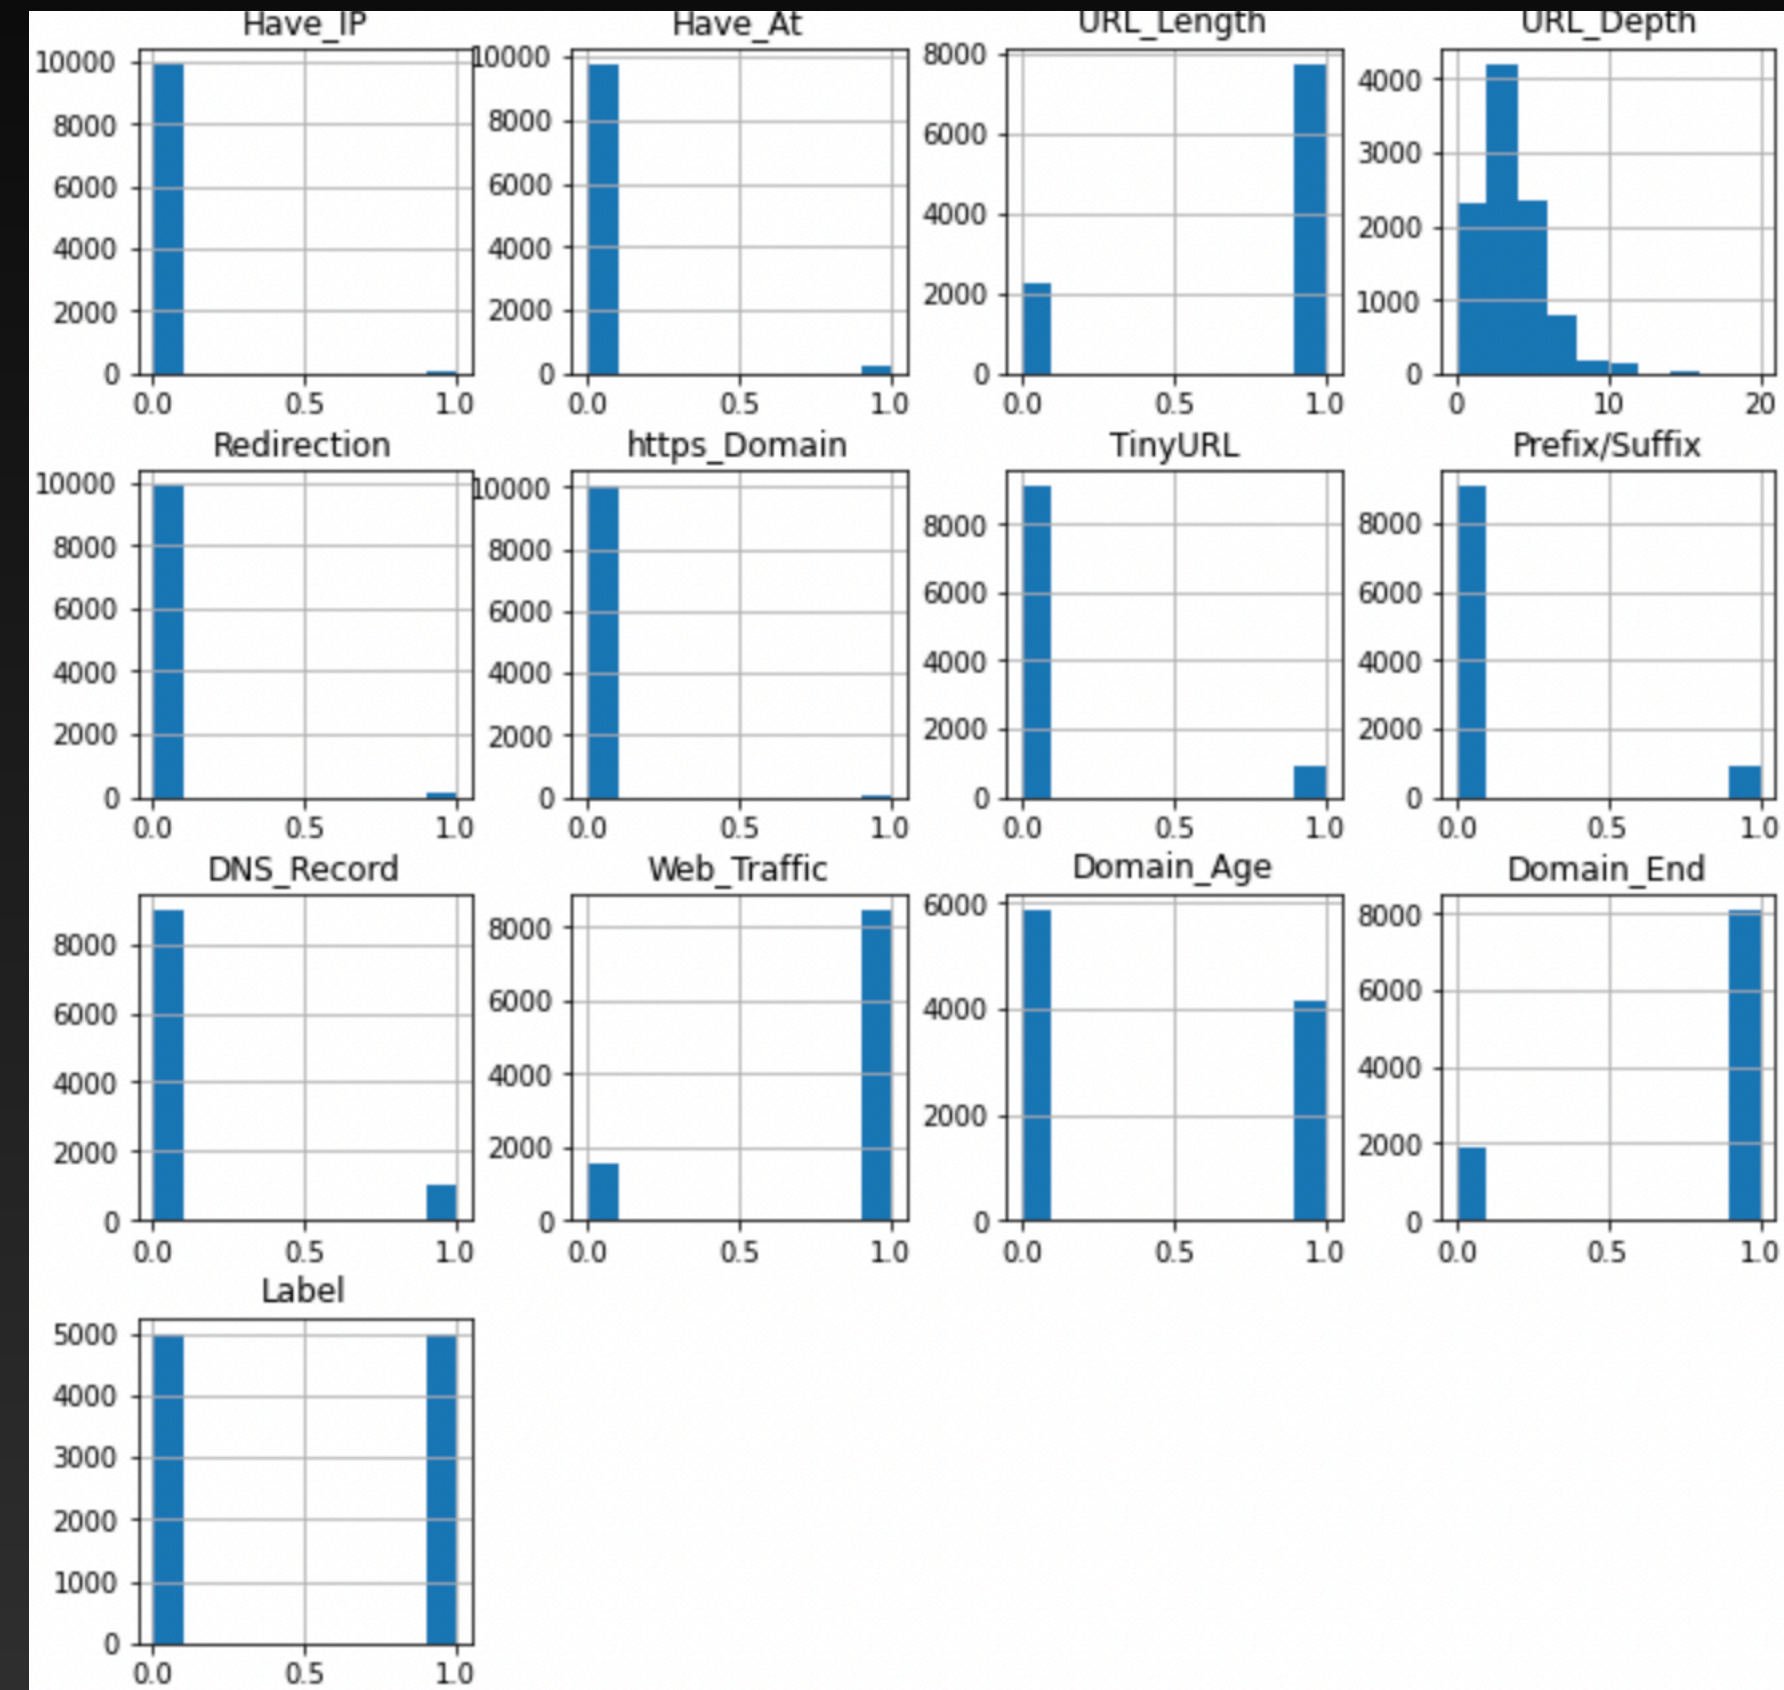 Have_IP Have_At URL_Length URL_Depth
10000 10000 8000 4000
8000 8000 6000 3000
6000 6000 4000 2000
4000 4000 2000 1000
2000 2000 0 0
0 0
0.0 0.5 1.0 0.0 0.5 1.0 0.0 0.5 1.0 0 10 20
Redirection https_Domain TinyURL Prefix/Suffix
10000 10000 8000 8000
8000 8000 6000 6000
6000 6000 4000 4000
4000 4000 2000 2000
2000 2000 0 0
0 0
0.0 0.5 1.0 0.0 0.5 1.0 0.0 0.5 1.0 0.0 0.5 1.0
DNS_Record Web_Traffic Domain_Age Domain_End
8000 8000 6000 8000
6000 6000 4000 6000
4000 4000 2000 4000
2000 2000 0 2000
0 0 0
0.0 0.5 1.0 0.0 0.5 1.0 0.0 0.5 1.0 0.0 0.5 1.0
Label
5000
4000
3000
2000
1000
0
0.0 0.5 1.0